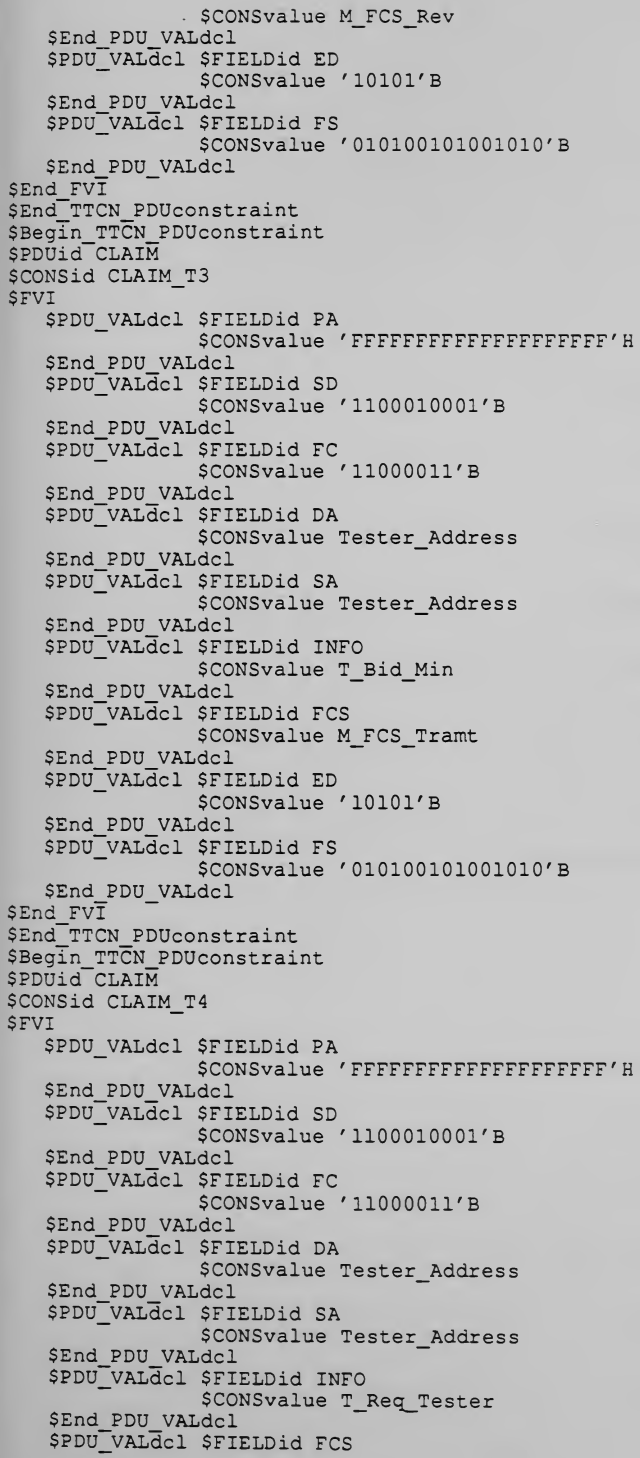 $CONSvalue M_FCS_Rev
$End_PDU_VALdcl
$PDU_VALdcl $FIELDid ED
$CONSvalue '10101'B
$End_PDU_VALdcl
$PDU_VALdcl $FIELDid FS
$CONSvalue '010100101001010'B
$End_PDU_VALdcl
$End_FVI
$End_TTCN_PDUconstraint
$Begin_TTCN_PDUconstraint
$PDUid CLAIM
$CONSid CLAIM_T3
$FVI
$PDU_VALdcl $FIELDid PA
$CONSvalue 'FFFFFFFFFFFFFFFFFFFF'H
$End_PDU_VALdcl
$PDU_VALdcl $FIELDid SD
$CONSvalue '1100010001'B
$End_PDU_VALdcl
$PDU_VALdcl $FIELDid FC
$CONSvalue '11000011'B
$End_PDU_VALdcl
$PDU_VALdcl $FIELDid DA
$CONSvalue Tester_Address
$End_PDU_VALdcl
$PDU_VALdcl $FIELDid SA
$CONSvalue Tester_Address
$End_PDU_VALdcl
$PDU_VALdcl $FIELDid INFO
$CONSvalue T_Bid_Min
$End_PDU_VALdcl
$PDU_VALdcl $FIELDid FCS
$CONSvalue M_FCS_Tramt
$End_PDU_VALdcl
$PDU_VALdcl $FIELDid ED
$CONSvalue '10101'B
$End_PDU_VALdcl
$PDU_VALdcl $FIELDid FS
$CONSvalue '010100101001010'B
$End_PDU_VALdcl
$End_FVI
$End_TTCN_PDUconstraint
$Begin_TTCN_PDUconstraint
$PDUid CLAIM
$CONSid CLAIM_T4
$FVI
$PDU_VALdcl $FIELDid PA
$CONSvalue 'FFFFFFFFFFFFFFFFFFFF'H
$End_PDU_VALdcl
$PDU_VALdcl $FIELDid SD
$CONSvalue '1100010001'B
$End_PDU_VALdcl
$PDU_VALdcl $FIELDid FC
$CONSvalue '11000011'B
$End_PDU_VALdcl
$PDU_VALdcl $FIELDid DA
$CONSvalue Tester_Address
$End_PDU_VALdcl
$PDU_VALdcl $FIELDid SA
$CONSvalue Tester_Address
$End_PDU_VALdcl
$PDU_VALdcl $FIELDid INFO
$CONSvalue T_Req_Tester
$End_PDU_VALdcl
$PDU_VALdcl $FIELDid FCS